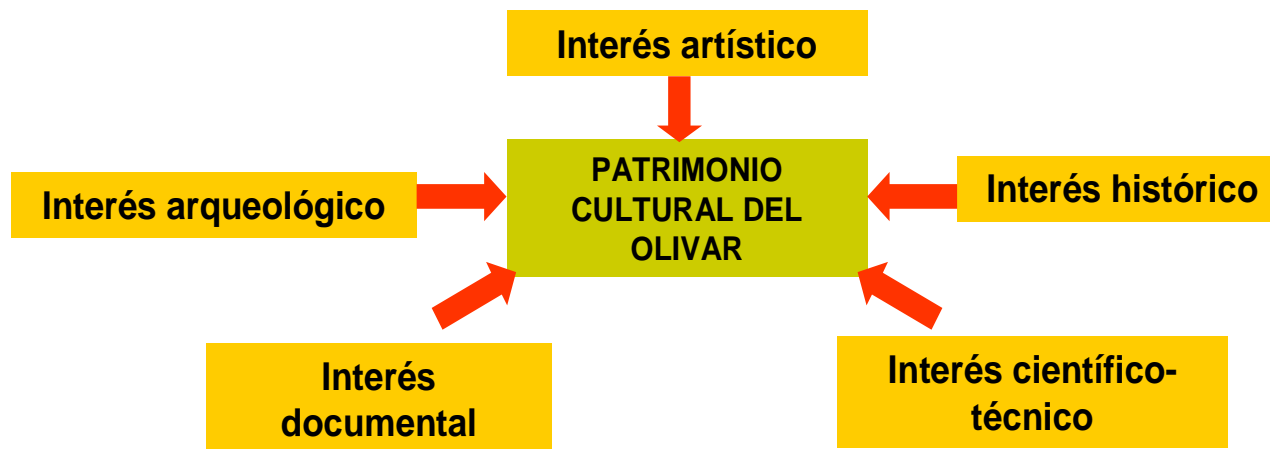 Interés artístico
PATRIMONIO
CULTURAL DEL
OLIVAR
Interés arqueológico
Interés histórico
Interés
documental
Interés científico-
técnico